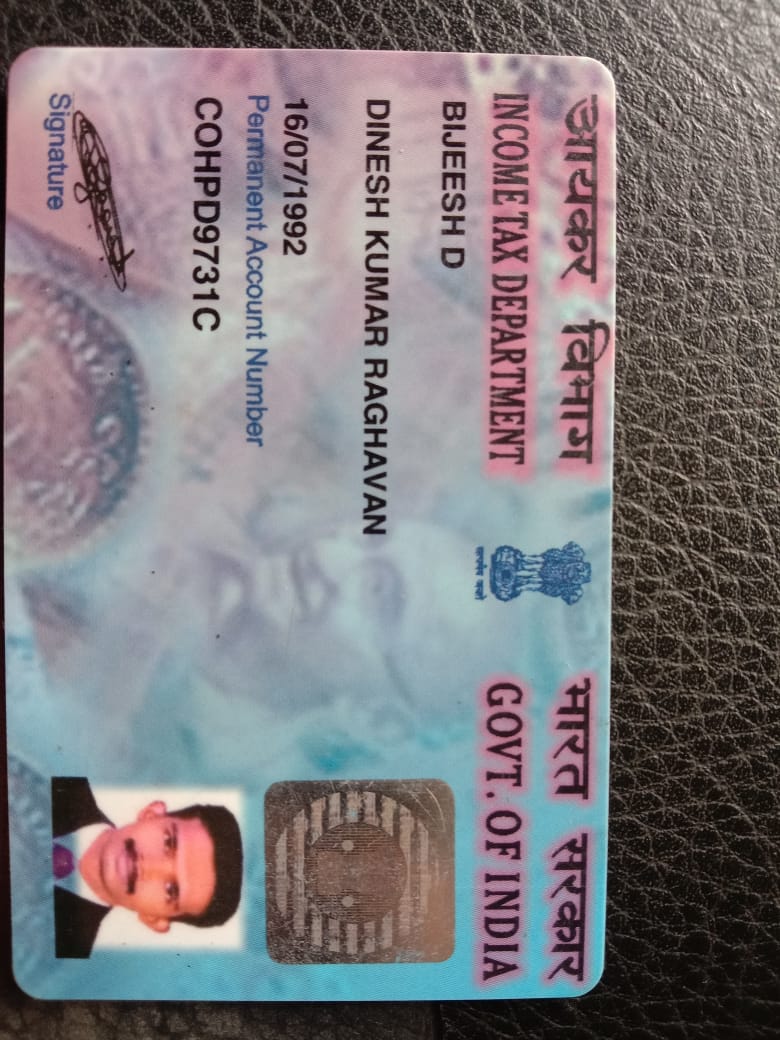 आयकर विभाग
INCOME TAX DEPARTMENT
भारत सरकार
GOVT. OF INDIA
सत्यमेव जयते
BIJEESH D
DINESH KUMAR RAGHAVAN
16/07/1992
Permanent Account Number
COHPD9731C
Signature